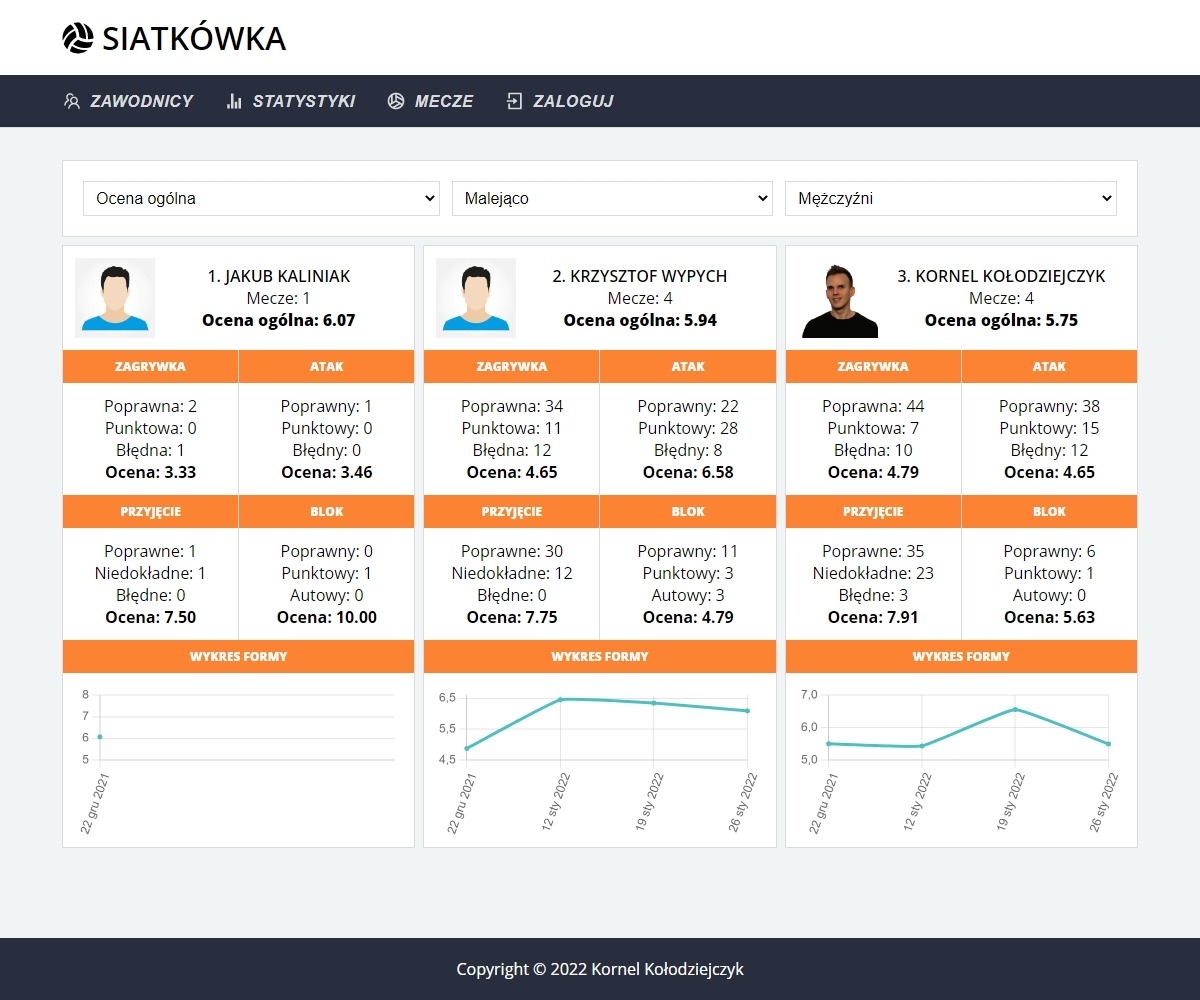 SIATKÓWKA
ZAWODNICY STATYSTYKI MECZE ZALOGUJ
Ocena ogólna Malejąco Mężczyźni
1. JAKUB KALINIAK
Mecze: 1
Ocena ogólna: 6.07
ZAGRYWKA ATAK
Poprawna: 2 Poprawny: 1
Punktowa: 0 Punktowy: 0
Błędna: 1 Błędny: 0
Ocena: 3.33 Ocena: 3.46
PRZYJĘCIE BLOK
Poprawne: 1 Poprawny: 0
Niedokładne: 1 Punktowy: 1
Błędne: 0 Autowy: 0
Ocena: 7.50 Ocena: 10.00
WYKRES FORMY
8
7
6
5
22 gru 2021
2. KRZYSZTOF WYPYCH
Mecze: 4
Ocena ogólna: 5.94
ZAGRYWKA ATAK
Poprawna: 34 Poprawny: 22
Punktowa: 11 Punktowy: 28
Błędna: 12 Błędny: 8
Ocena: 4.65 Ocena: 6.58
PRZYJĘCIE BLOK
Poprawne: 30 Poprawny: 11
Niedokładne: 12 Punktowy: 3
Błędne: 0 Autowy: 3
Ocena: 7.75 Ocena: 4.79
WYKRES FORMY
6,5
5,5
4,5
22 gru 2021 12 sty 2022 19 sty 2022 26 sty 2022
3. KORNEL KOŁODZIEJCZYK
Mecze: 4
Ocena ogólna: 5.75
ZAGRYWKA ATAK
Poprawna: 44 Poprawny: 38
Punktowa: 7 Punktowy: 15
Błędna: 10 Błędny: 12
Ocena: 4.79 Ocena: 4.65
PRZYJĘCIE BLOK
Poprawne: 35 Poprawny: 6
Niedokładne: 23 Punktowy: 1
Błędne: 3 Autowy: 0
Ocena: 7.91 Ocena: 5.63
WYKRES FORMY
7,0
6,0
5,0
22 gru 2021 12 sty 2022 19 sty 2022 26 sty 2022
Copyright © 2022 Kornel Kołodziejczyk